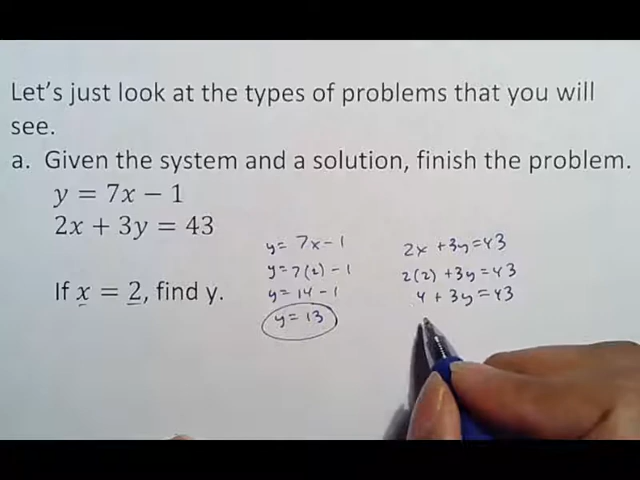 Let's just look at the types of problems that you will
see.
a. Given the system and a solution, finish the problem.
y = 7x − 1
2x + 3y = 43
If x = 2, find y.
y = 7x − 1
y = 7(2) − 1
y = 14 − 1
y = 13
2x + 3y = 43
2(2) + 3y = 43
4 + 3y = 43